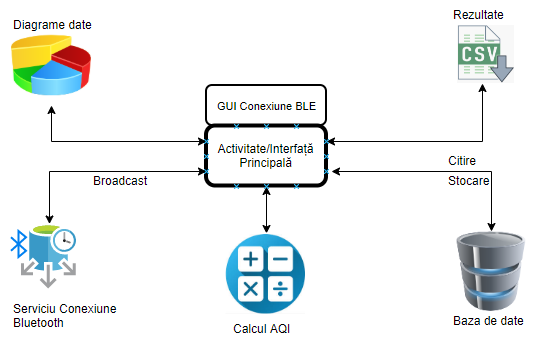 Diagrame date
Rezultate
CSV
GUI Conexiune BLE
Activitate/Interfață
Principală
Citire
Broadcast
Stocare
Serviciu Conexiune
Bluetooth
Calcul AQI
Baza de date